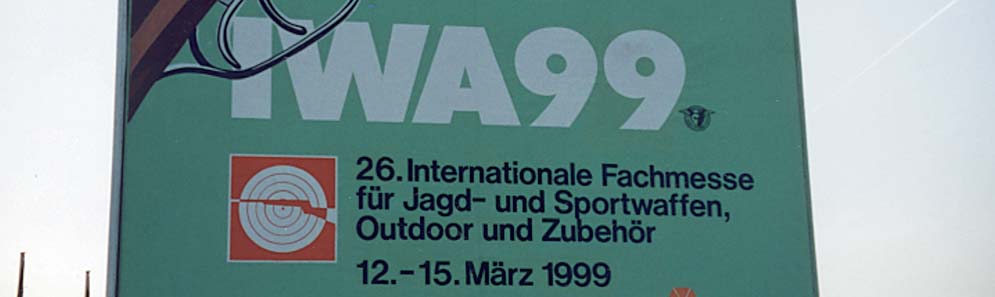 IWA99
26. Internationale Fachmesse
für Jagd- und Sportwaffen,
Outdoor und Zubehör
12.-15. März 1999